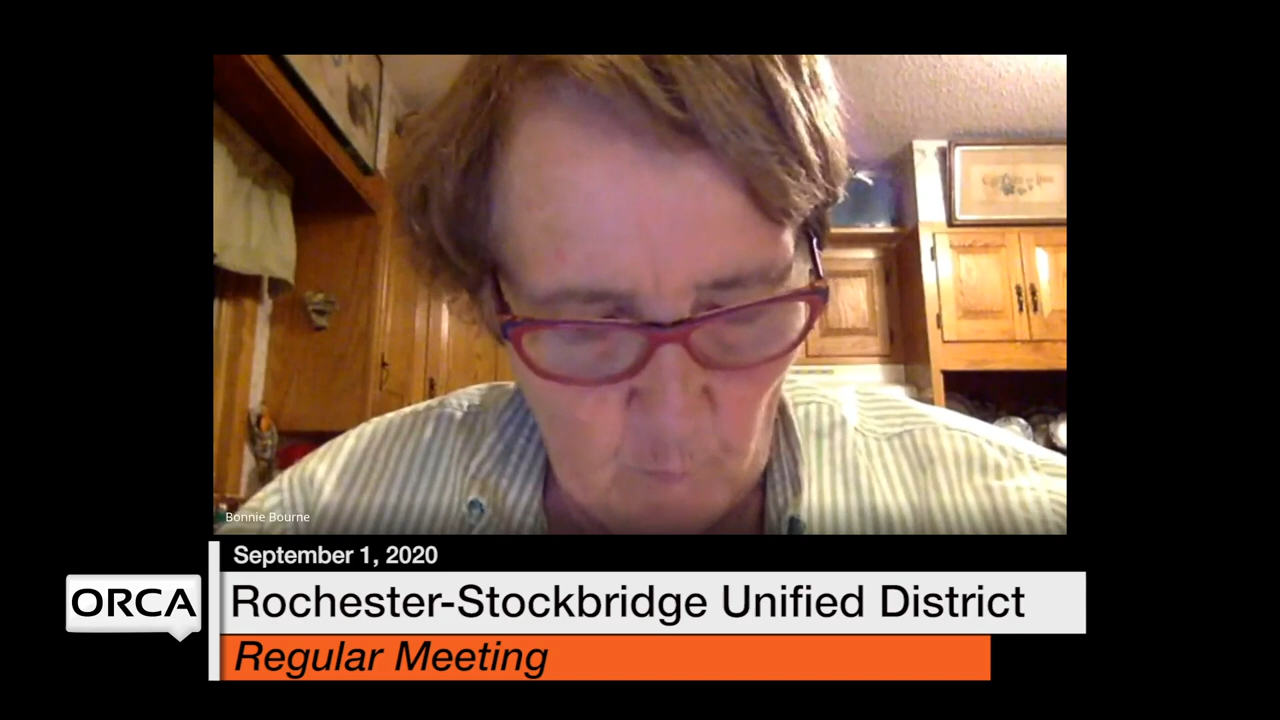 Bonnie Bourne
September 1, 2020
ORCA
Rochester-Stockbridge Unified District
Regular Meeting